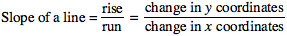 Slope of a line = rise/run = change in y coordinates/change in x coordinates